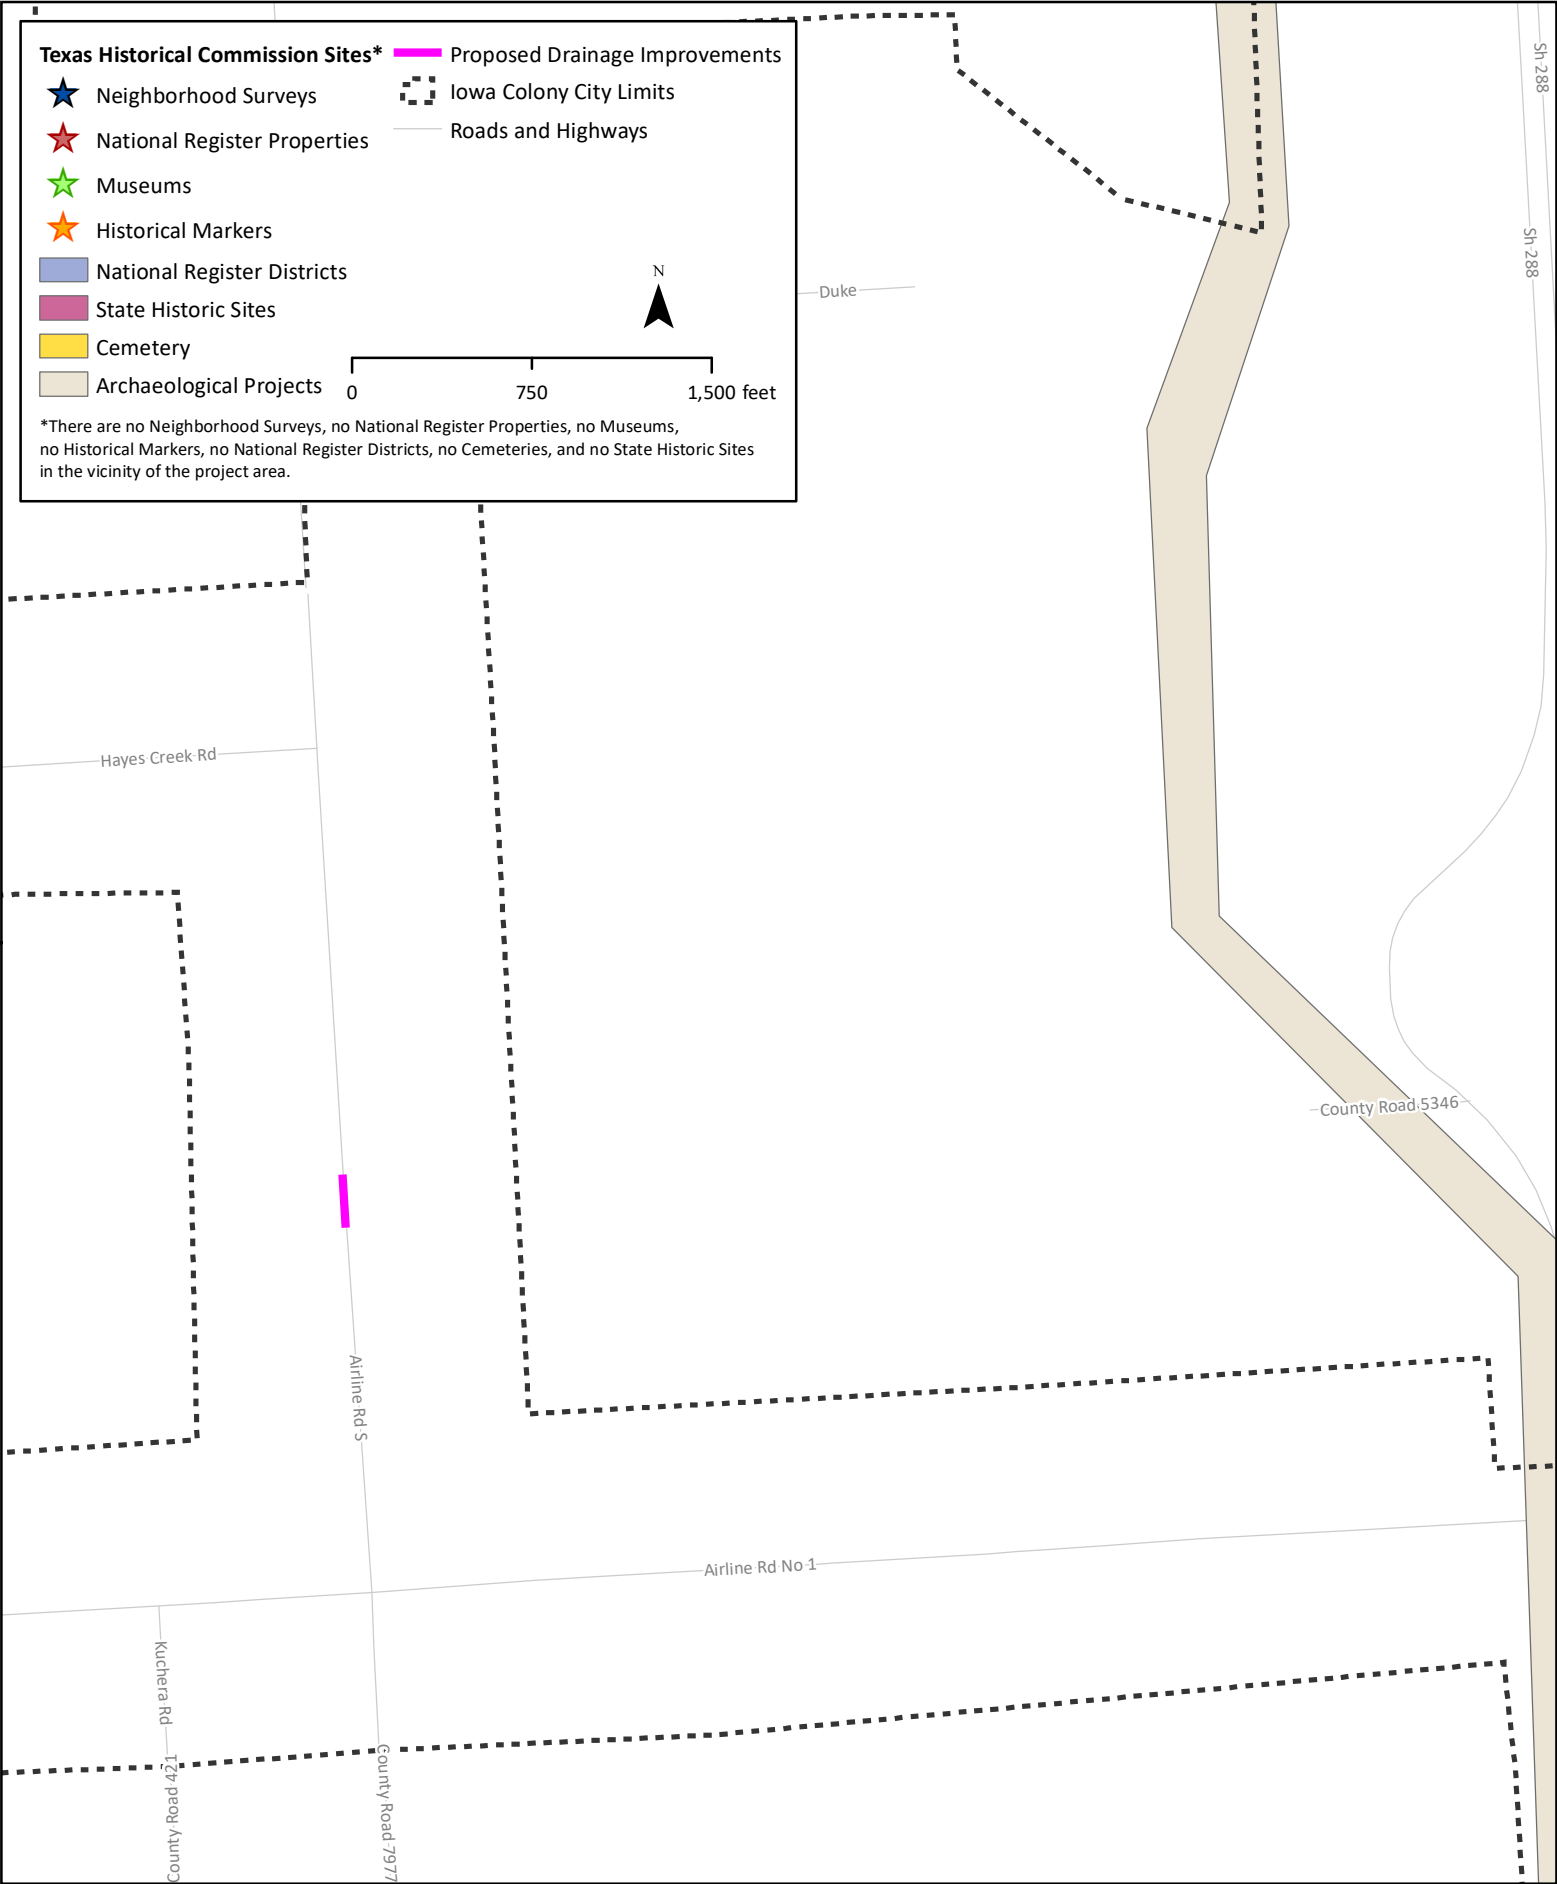 Texas Historical Commission Sites*
Neighborhood Surveys
National Register Properties
Museums
Historical Markers
National Register Districts
State Historic Sites
Cemetery
Archaeological Projects
Proposed Drainage Improvements
Iowa Colony City Limits
Roads and Highways
N
0 750 1,500 feet
*There are no Neighborhood Surveys, no National Register Properties, no Museums,
no Historical Markers, no National Register Districts, no Cemeteries, and no State Historic Sites
in the vicinity of the project area.
Sh 288
Sh 288
Duke
Hayes Creek Rd
County Road 5346
Airline Rd S
Airline Rd No 1
Kuchera Rd
County Road 421
County Road 7977